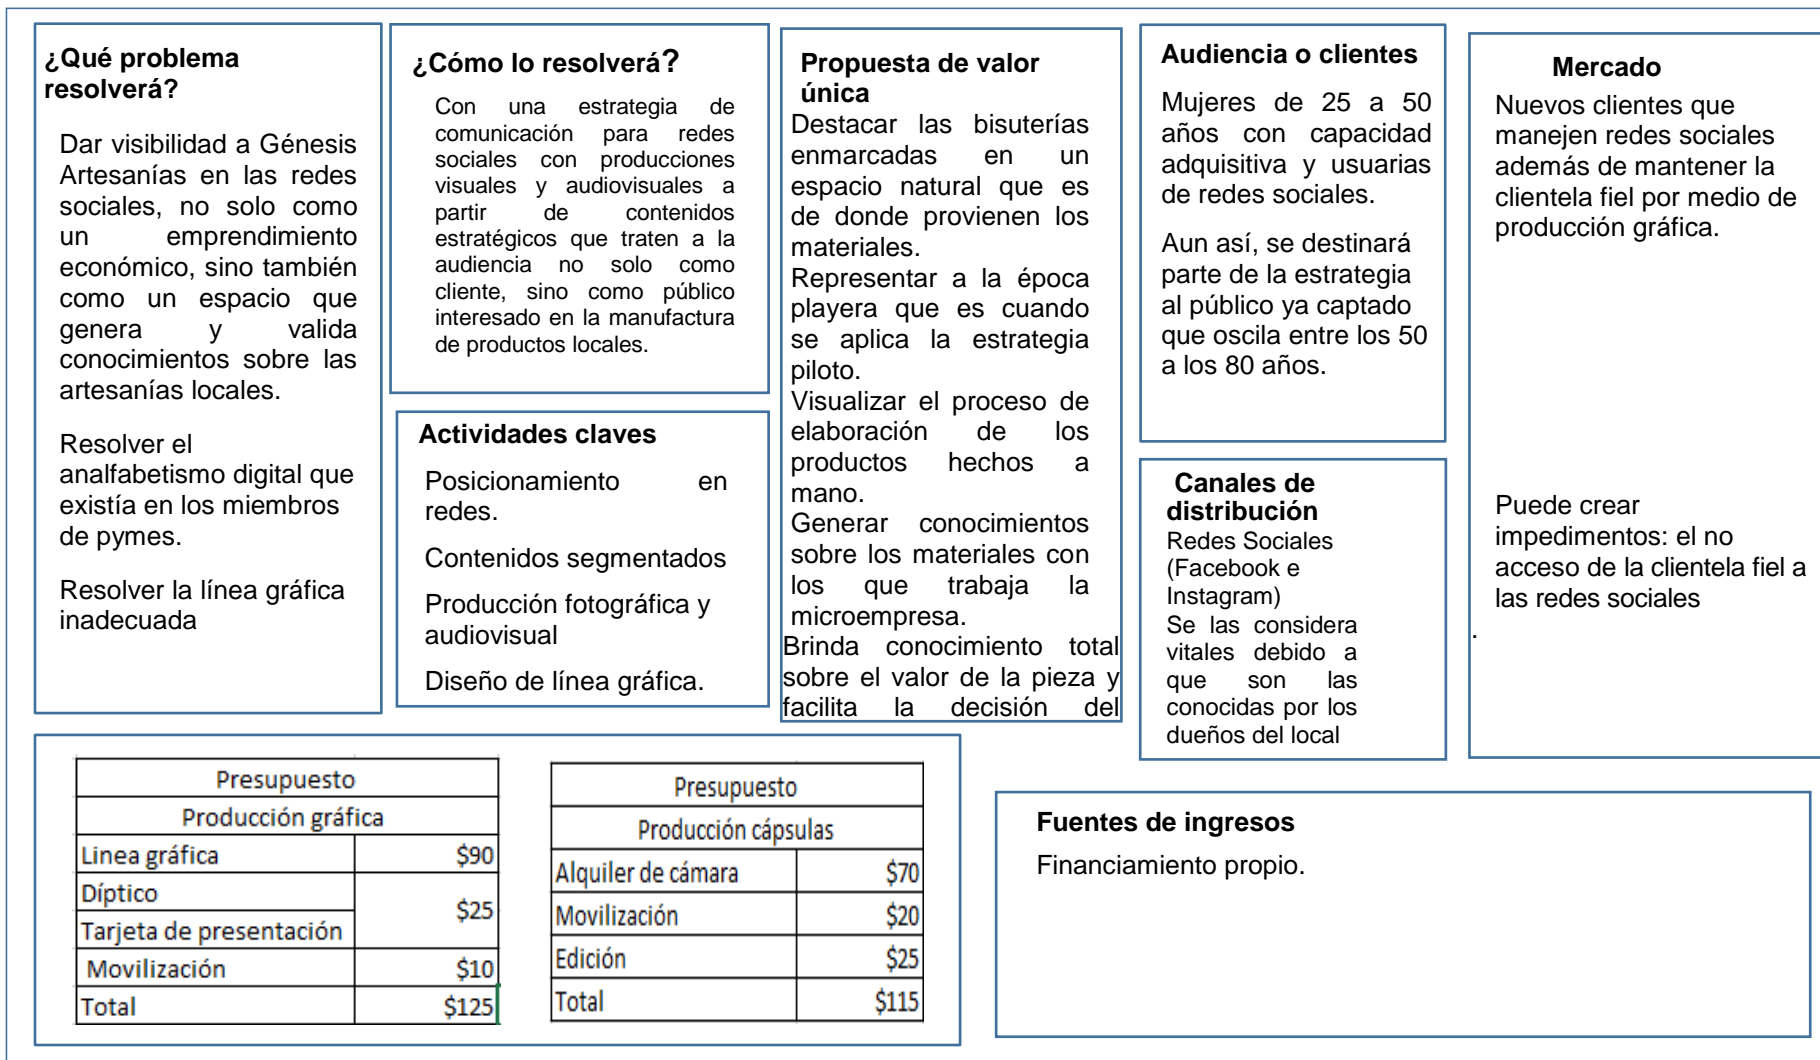 ¿Qué problema
resolverá?
Dar visibilidad a Génesis
Artesanías en las redes
sociales, no solo como
un emprendimiento
económico, sino también
como un espacio que
genera y valida
conocimientos sobre las
artesanías locales.
Resolver el
analfabetismo digital que
existía en los miembros
de pymes.
Resolver la línea gráfica
inadecuada
¿Cómo lo resolverá?
Con una estrategia de
comunicación para redes
sociales con producciones
visuales y audiovisuales a
partir de contenidos
estratégicos que traten a la
audiencia no solo como
cliente, sino como público
interesado en la manufactura
de productos locales.
Actividades claves
Posicionamiento en
redes.
Contenidos segmentados
Producción fotográfica y
audiovisual
Diseño de línea gráfica.
Propuesta de valor
única
Destacar las bisuterías
enmarcadas en un
espacio natural que es
de donde provienen los
materiales.
Representar a la época
playera que es cuando
se aplica la estrategia
piloto.
Visualizar el proceso de
elaboración de los
productos hechos a
mano.
Generar conocimientos
sobre los materiales con
los que trabaja la
microempresa.
Brinda conocimiento total
sobre el valor de la pieza y
facilita la decisión del
Audiencia o clientes
Mujeres de 25 a 50
años con capacidad
adquisitiva y usuarias
de redes sociales.
Aun así, se destinará
parte de la estrategia
al público ya captado
que oscila entre los 50
a los 80 años.
Canales de
distribución
Redes Sociales
(Facebook e
Instagram)
Se las considera
vitales debido a
que son las
conocidas por los
dueños del local
Mercado
Nuevos clientes que
manejen redes sociales
además de mantener la
clientela fiel por medio de
producción gráfica.
Puede crear
impedimentos: el no
acceso de la clientela fiel a
las redes sociales
.
Presupuesto
Producción gráfica
Linea gráfica $90
Díptico
$25
Tarjeta de presentación
Movilización $10
Total $125
Presupuesto
Producción cápsulas
Alquiler de cámara $70
Movilización $20
Edición $25
Total $115
Fuentes de ingresos
Financiamiento propio.